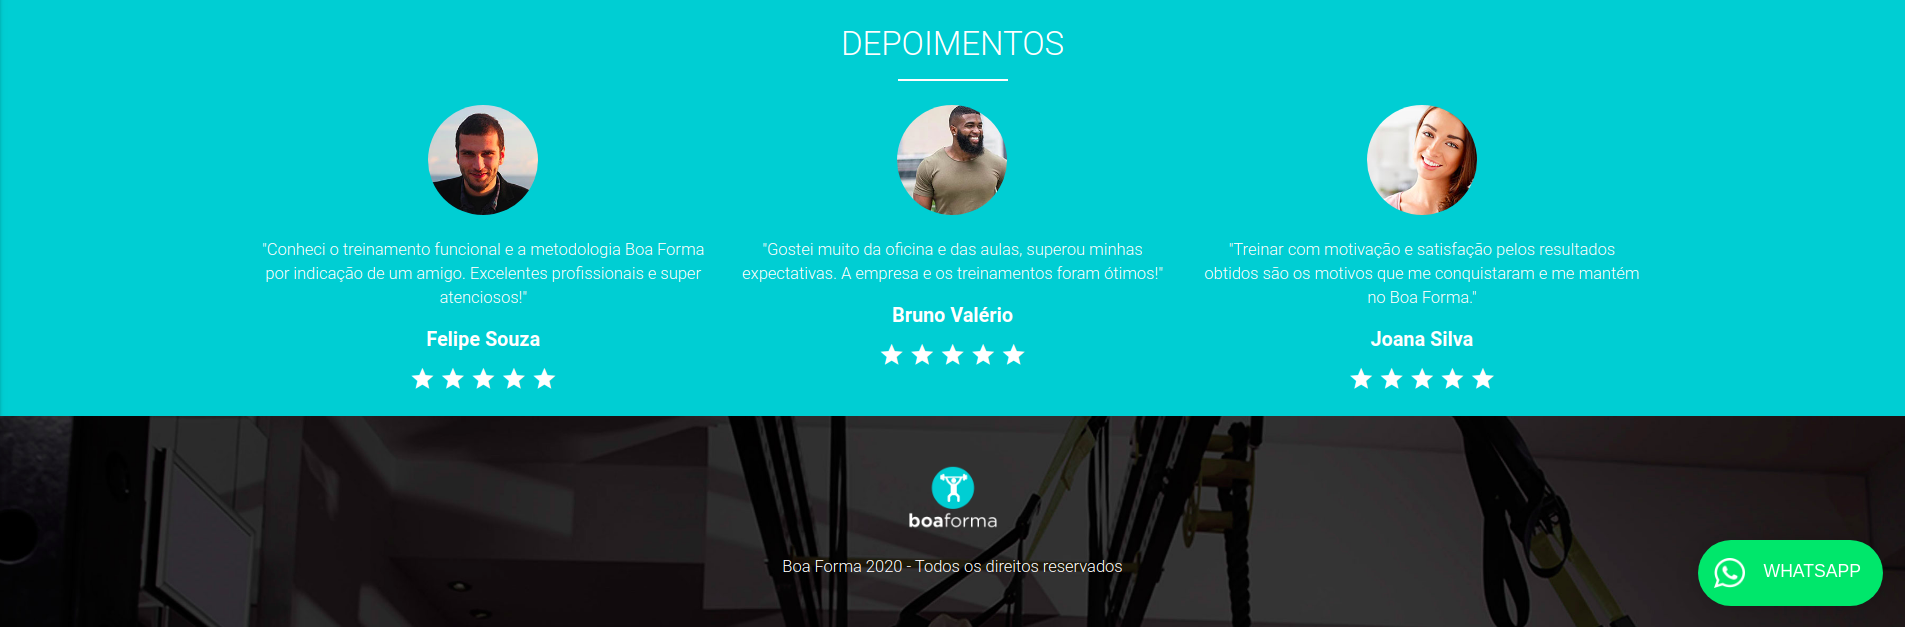 DEPOIMENTOS
"Conheci o treinamento funcional e a metodologia Boa Forma
por indicação de um amigo. Excelentes profissionais e super
atenciosos!"
Felipe Souza
"Gostei muito da oficina e das aulas, superou minhas
expectativas. A empresa e os treinamentos foram ótimos!"
Bruno Valério
"Treinar com motivação e satisfação pelos resultados
obtidos são os motivos que me conquistaram e me mantém
no Boa Forma."
Joana Silva
boaforma
Boa Forma 2020 - Todos os direitos reservados
WHATSAPP